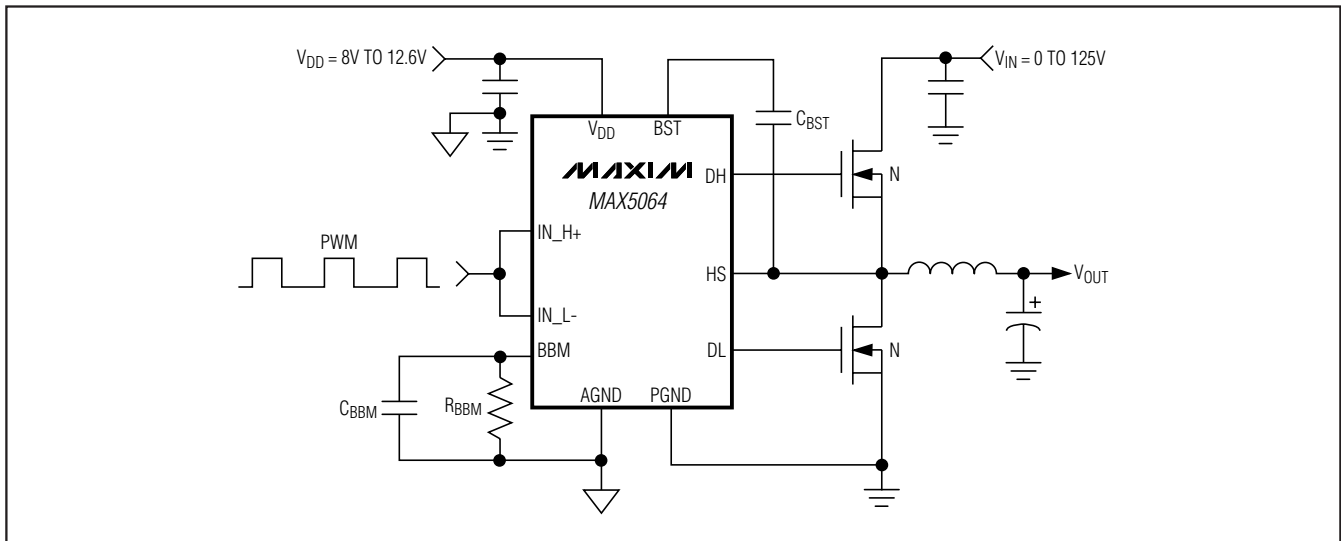 V_DD = 8V TO 12.6V
V_IN = 0 TO 125V
V_DD
BST
C_BST
MAXIM
MAX5064
DH
N
IN_H+
PWM
HS
V_OUT
+
IN_L-
BBM
DL
N
AGND
PGND
C_BBM
R_BBM